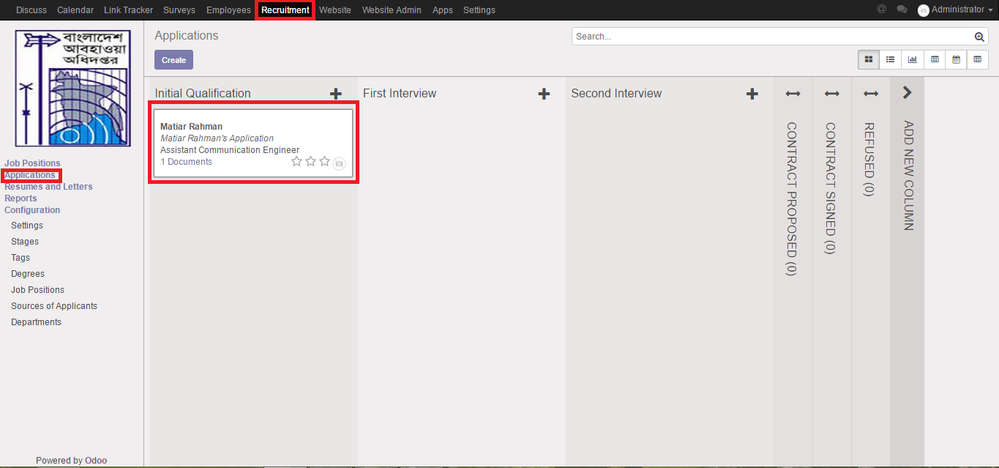 Discuss Calendar Link Tracker Surveys Employees Recruitment Website Website Admin Apps Settings @ Administrator
বাংলাদেশ
আবহাওয়া
অধিদপ্তর
Applications
Search...
Create
Job Positions
Applications
Resumes and Letters
Reports
Configuration
Settings
Stages
Tags
Degrees
Job Positions
Sources of Applicants
Departments
Powered by Odoo
Initial Qualification
Matiar Rahman
Matiar Rahman's Application
Assistant Communication Engineer
1 Documents
First Interview
Second Interview
CONTRACT PROPOSED (0)
CONTRACT SIGNED (0)
REFUSED (0)
ADD NEW COLUMN